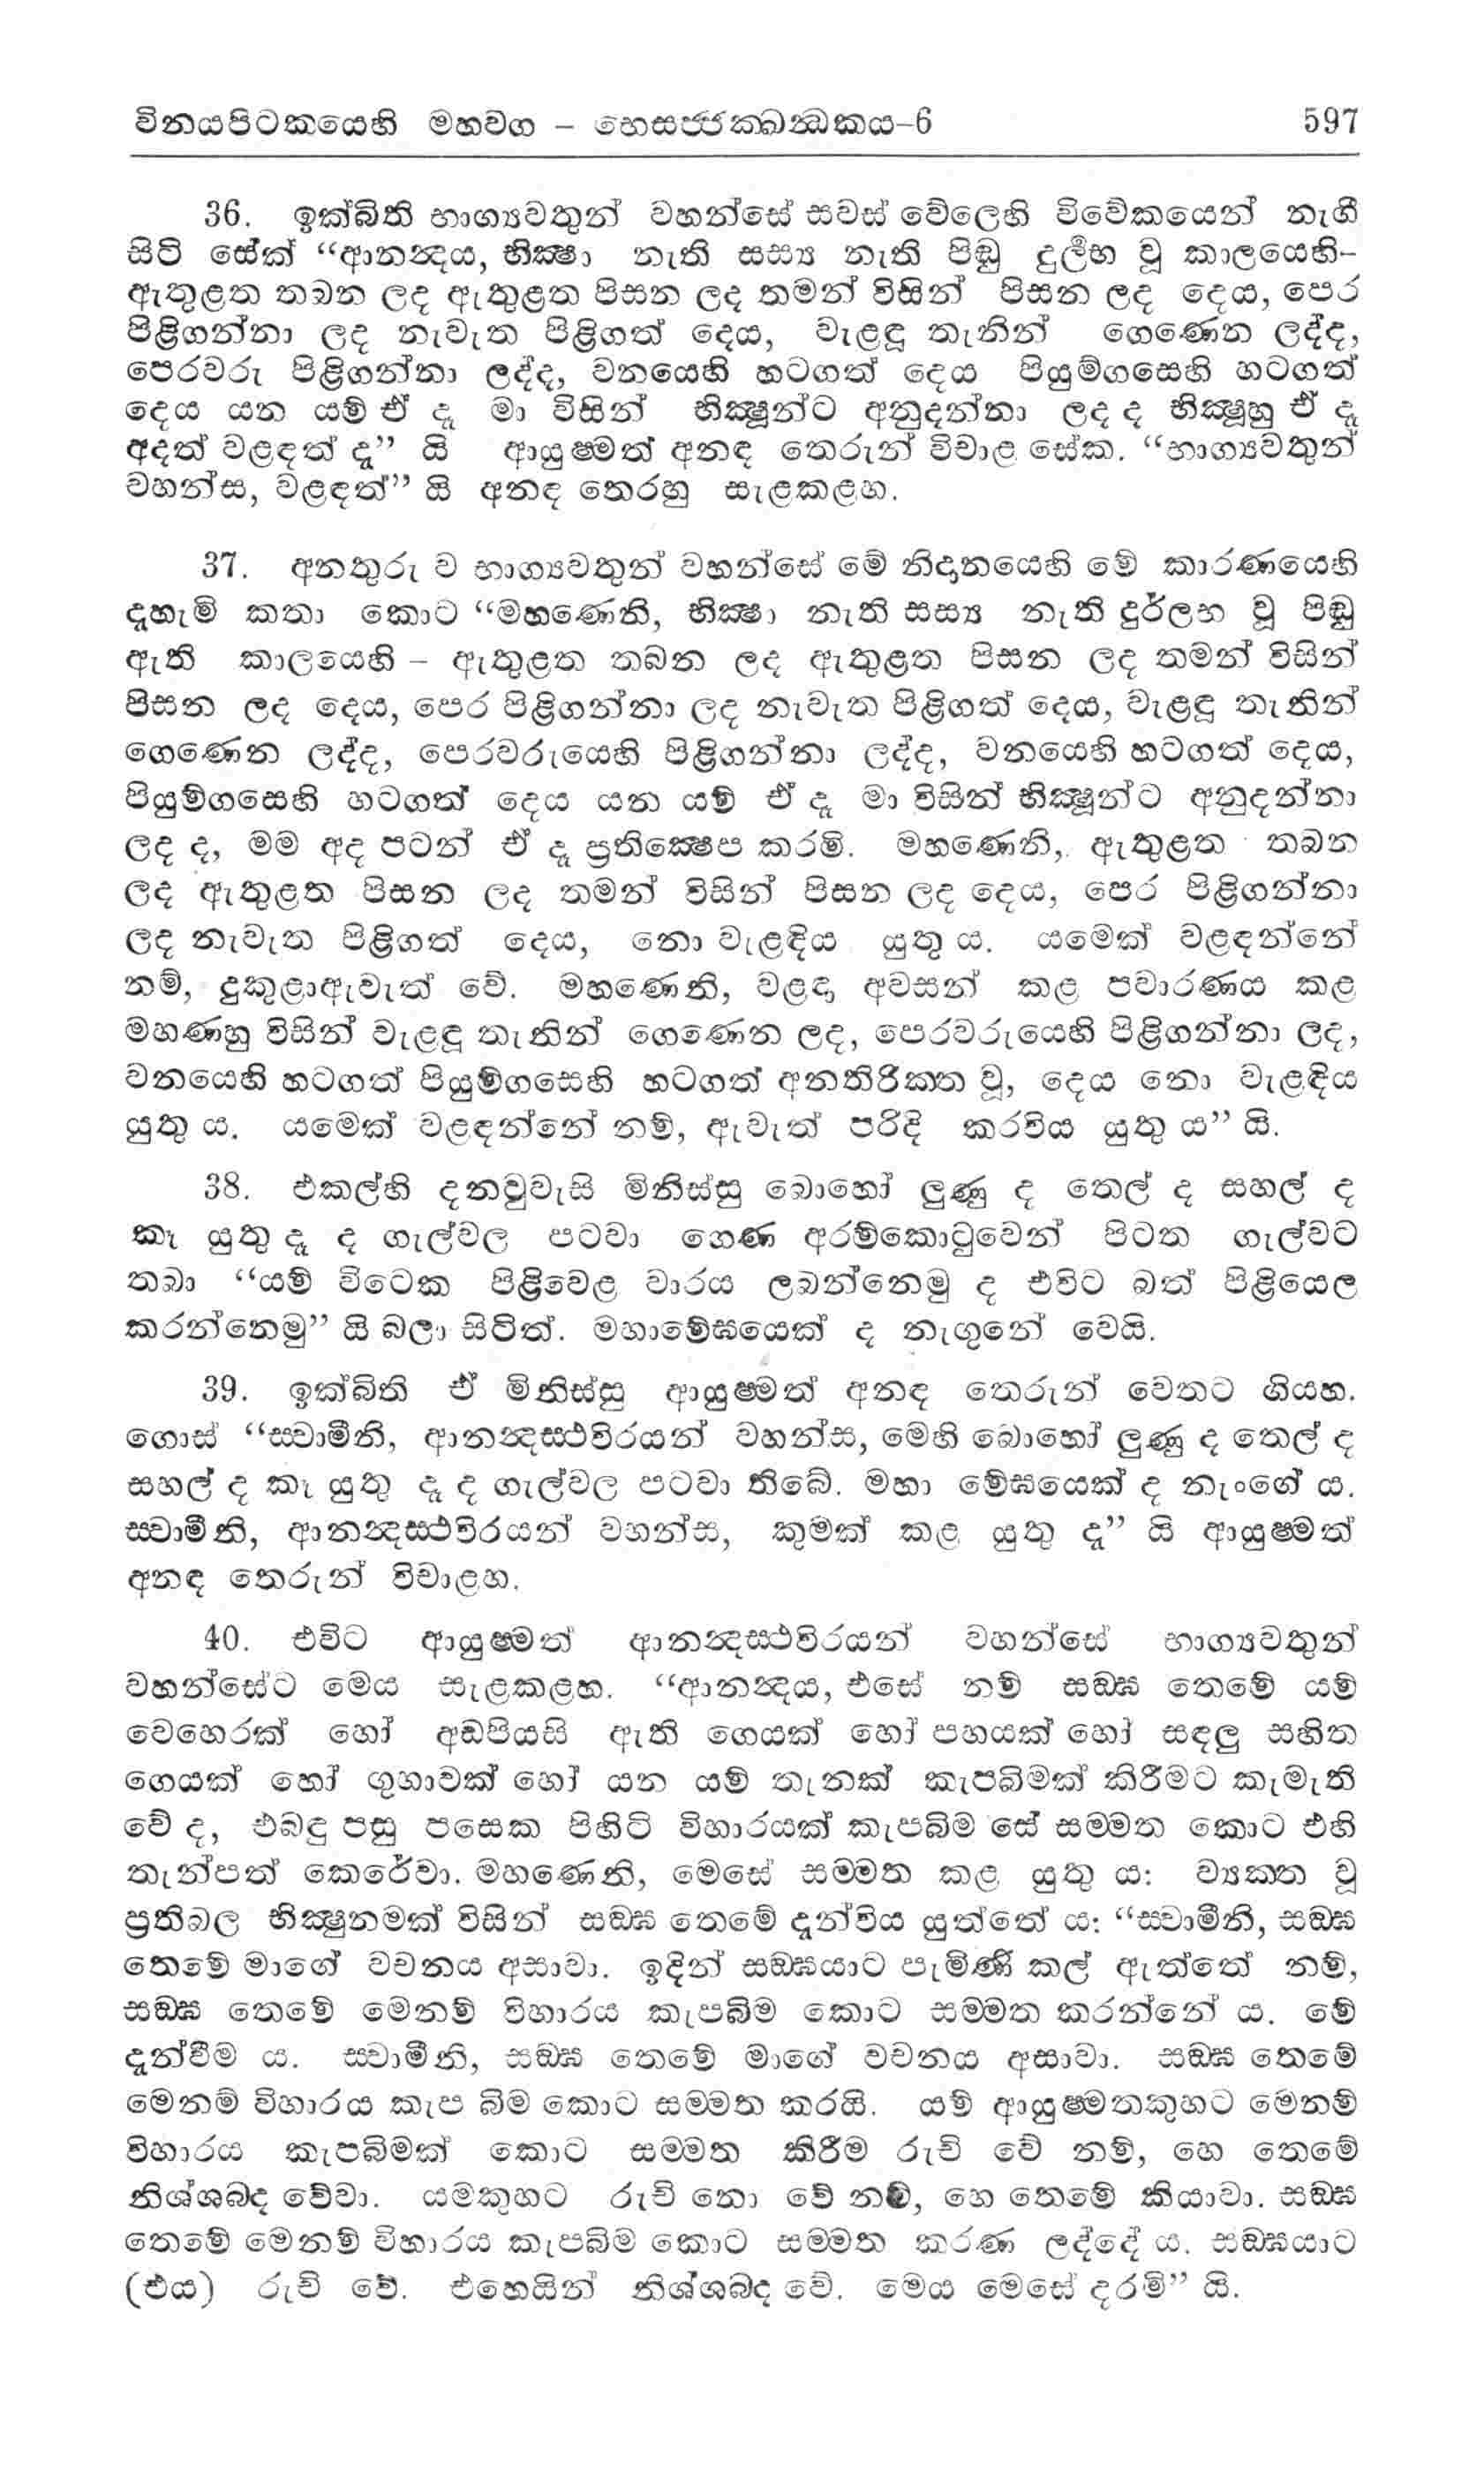 විනයපිටකයෙහි මහවග – භෙසජ්ජක්ඛන්ධකය–6 597
36. ඉක්බිති භාග්‍යවතුන් වහන්සේ සවස් වේලෙහි විවේකයෙන් නැගී
සිටි සේක් “ආනන්‍දය, භික්‍ෂා නැති සස්‍ය නැති පිඬු දුර්‍ලභ වූ කාලයෙහි–
ඇතුළත තබන ලද ඇතුළත පිසන ලද තමන් විසින් පිසන ලද දෙය, පෙර
පිළිගන්නා ලද නැවැත පිළිගත් දෙය, වැළඳූ තැනින් ගෙණෙන ලද්ද,
පෙරවරු පිළිගන්නා ලද්ද, වනයෙහි හටගත් දෙය පියුම්ගසෙහි හටගත්
දෙය යන යම් ඒ දෑ මා විසින් භික්‍ෂූන්ට අනුදන්නා ලද ද භික්‍ෂූහු ඒ දෑ
අදත් වළඳත් දෑ” යි ආයුෂ්මත් අනඳ තෙරුන් විචාළ සේක. “භාග්‍යවතුන්
වහන්ස, වළඳත්” යි අනඳ තෙරහු සැළකළහ.
37. අනතුරු ව භාග්‍යවතුන් වහන්සේ මේ නිදානයෙහි මේ කාරණයෙහි
දැහැමි කතා කොට “මහණෙනි, භික්‍ෂා නැති සස්‍ය නැති දුර්ලභ වූ පිඬු
ඇති කාලයෙහි – ඇතුළත තබන ලද ඇතුළත පිසන ලද තමන් විසින්
පිසන ලද දෙය, පෙර පිළිගන්නා ලද නැවැත පිළිගත් දෙය, වැළඳූ තැනින්
ගෙණෙන ලද්ද, පෙරවරුයෙහි පිළිගන්නා ලද්ද, වනයෙහි හටගත් දෙය,
පියුම්ගසෙහි හටගත් දෙය යන යම් ඒ දෑ මා විසින් භික්‍ෂූන්ට අනුදන්නා
ලද ද, මම අද පටන් ඒ දෑ ප්‍රතික්‍ෂෙප කරමි. මහණෙනි, ඇතුළත තබන
ලද ඇතුළත පිසන ලද තමන් විසින් පිසන ලද දෙය, පෙර පිළිගන්නා
ලද නැවැත පිළිගත් දෙය, නො වැළඳිය යුතු ය. යමෙක් වළඳන්නේ
නම්, දුකුළාඇවැත් වේ. මහණෙනි, වළඳා අවසන් කළ පවාරණය කළ
මහණහු විසින් වැළඳූ තැනින් ගෙණෙන ලද, පෙරවරුයෙහි පිළිගන්නා ලද,
වනයෙහි හටගත් පියුම්ගසෙහි හටගත් අනතිරික්ත වූ, දෙය නො වැළඳිය
යුතු ය. යමෙක් වළඳන්නේ නම්, ඇවැත් පරිදි කරවිය යුතු ය” යි.
38. එකල්හි දනවුවැසි මිනිස්සු බොහෝ ලුණු ද තෙල් ද සහල් ද
කෑ යුතු දෑ ද ගැල්වල පටවා ගෙණ අරම්කොටුවෙන් පිටත ගැල්වට
තබා “යම් විටෙක පිළිවෙළ වාරය ලබන්නෙමු ද එවිට බත් පිළියෙල
කරන්නෙමු” යි බලා සිටිත්. මහාමේඝයෙක් ද නැගුනේ වෙයි.
39. ඉක්බිති ඒ මිනිස්සු ආයුෂ්මත් අනඳ තෙරුන් වෙතට ගියහ.
ගොස් “ස්වාමීනි, ආනන්‍දස්ථවිරයන් වහන්ස, මෙහි බොහෝ ලුණු ද තෙල් ද
සහල් ද කෑ යුතු දෑ ද ගැල්වල පටවා තිබේ. මහා මේඝයෙක් ද නැංගේ ය.
ස්වාමීනි, ආනන්‍දස්ථවිරයන් වහන්ස, කුමක් කළ යුතු දෑ” යි ආයුෂ්මත්
අනඳ තෙරුන් විචාළහ.
40. එවිට ආයුෂ්මත් ආනන්‍දස්ථවිරයන් වහන්සේ භාග්‍යවතුන්
වහන්සේට මෙය සැළකළහ. “ආනන්‍දය, එසේ නම් සඞ්ඝ තෙමේ යම්
වෙහෙරක් හෝ අඩපියසි ඇති ගෙයක් හෝ පහයක් හෝ සඳලු සහිත
ගෙයක් හෝ ගුහාවක් හෝ යන යම් තැනක් කැපබිමක් කිරීමට කැමැති
වේ ද, එබඳු පසු පසෙක පිහිටි විහාරයක් කැපබිම සේ සම්මත කොට එහි
තැන්පත් කෙරේවා. මහණෙනි, මෙසේ සම්මත කළ යුතු ය: ව්‍යක්ත වූ
ප්‍රතිබල භික්‍ෂුනමක් විසින් සඞ්ඝ තෙමේ දැන්විය යුත්තේ ය: “ස්වාමීනි, සඞ්ඝ
තෙමේ මාගේ වචනය අසාවා. ඉදින් සඞ්ඝයාට පැමිණි කල් ඇත්තේ නම්,
සඞ්ඝ තෙමේ මෙනම් විහාරය කැපබිම කොට සම්මත කරන්නේ ය. මේ
දැන්වීම ය. ස්වාමීනි, සඞ්ඝ තෙමේ මාගේ වචනය අසාවා. සඞ්ඝ තෙමේ
මෙනම් විහාරය කැප බිම කොට සම්මත කරයි. යම් ආයුෂ්මතකුහට මෙනම්
විහාරය කැපබිමක් කොට සම්මත කිරීම රුචි වේ නම්, හෙ තෙමේ
නිශ්ශබද වේවා. යමකුහට රුචි නො වේ නම්, හෙ තෙමේ කියාවා. සඞ්ඝ
තෙමේ මෙනම් විහාරය කැපබිම කොට සම්මත කරණ ලද්දේ ය. සඞ්ඝයාට
(එය) රුචි වේ. එහෙයින් නිශ්ශබද වේ. මෙය මෙසේ දරමි” යි.